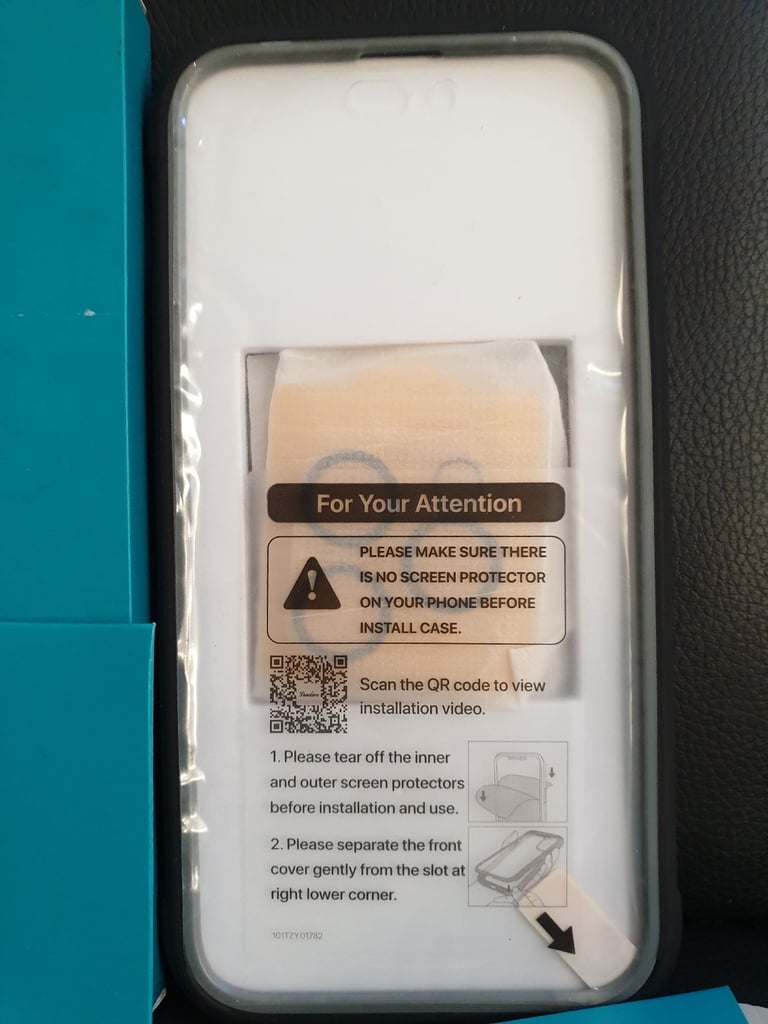 For Your Attention
PLEASE MAKE SURE THERE
IS NO SCREEN PROTECTOR
ON YOUR PHONE BEFORE
INSTALL CASE.
Scan the QR code to view
installation video.
1. Please tear off the inner
and outer screen protectors
before installation and use.
2. Please separate the front
cover gently from the slot at
right lower corner.
101TZY01782